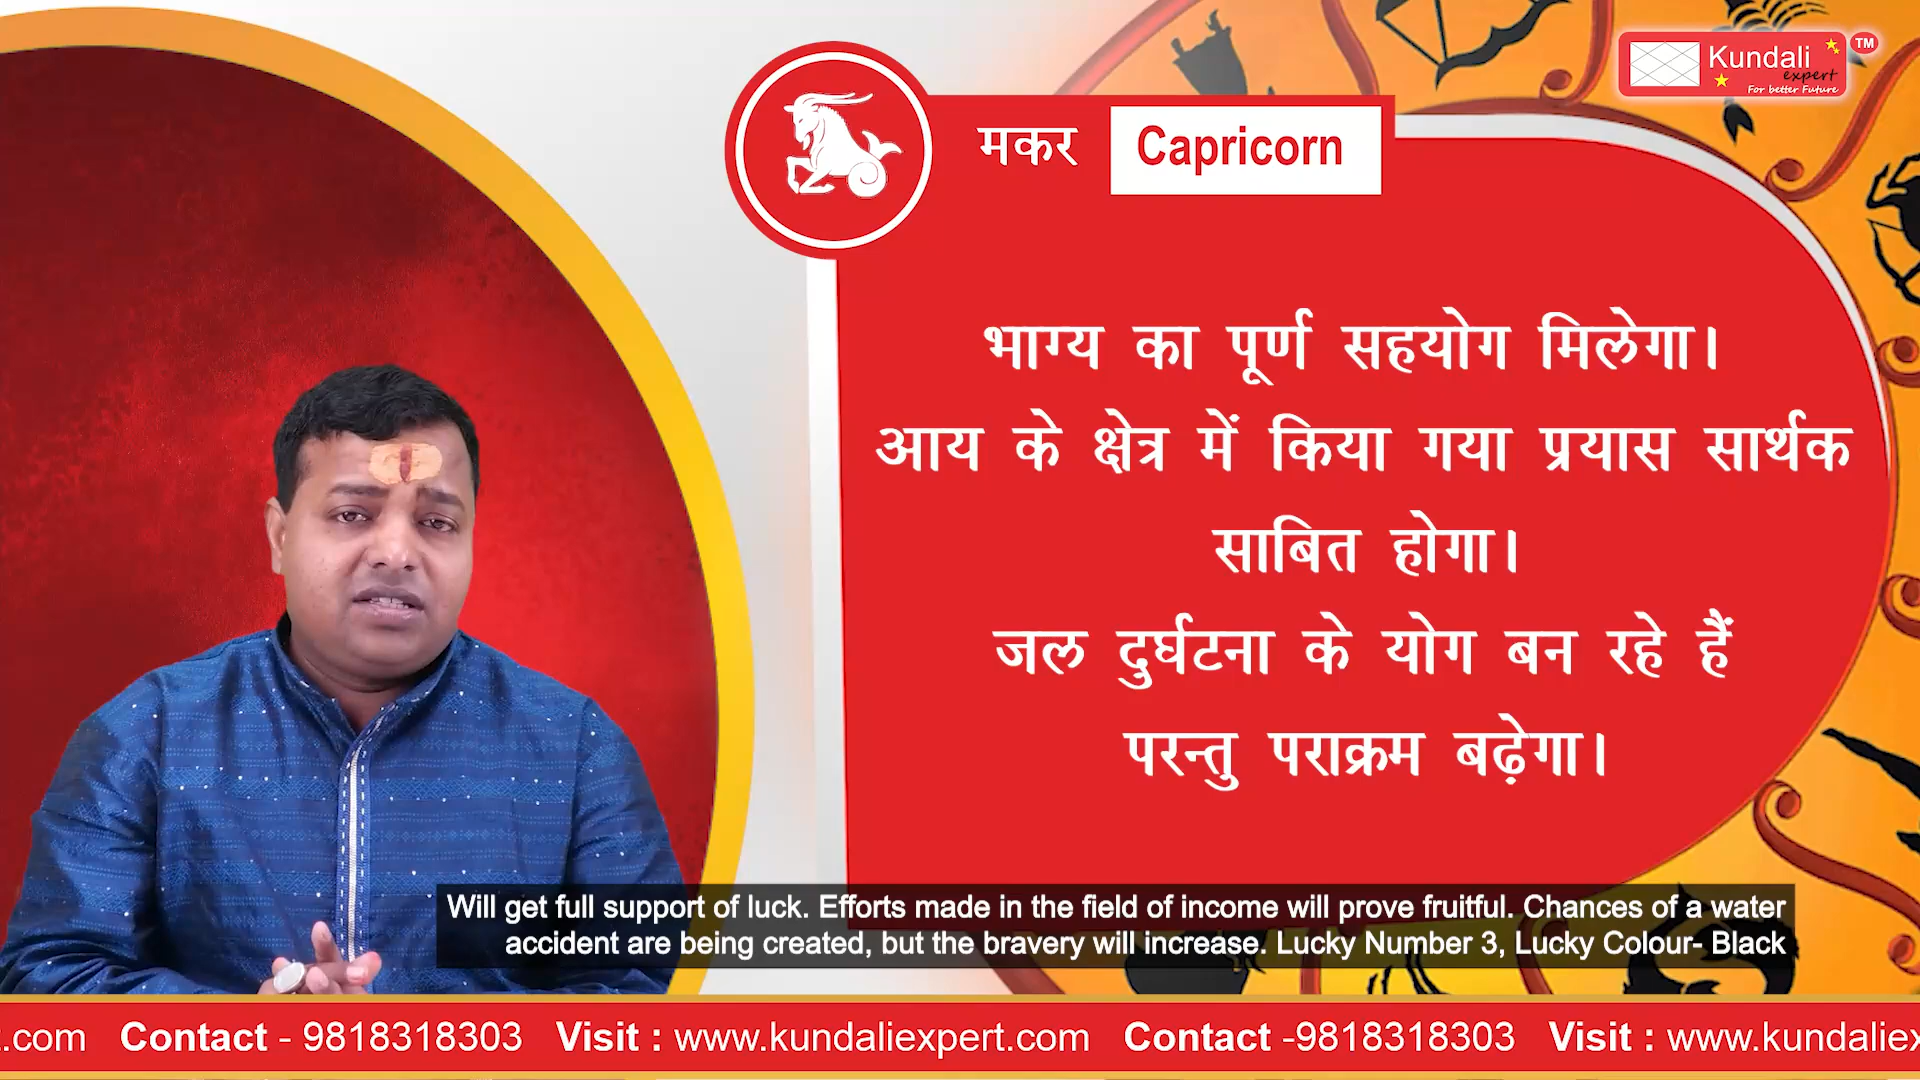 Kundali
expert
For better Future
TM
मकर
Capricorn
भाग्य का पूर्ण सहयोग मिलेगा।
आय के क्षेत्र में किया गया प्रयास सार्थक
साबित होगा।
जल दुर्घटना के योग बन रहे हैं
परन्तु पराक्रम बढ़ेगा।
Will get full support of luck. Efforts made in the field of income will prove fruitful. Chances of a water
accident are being created, but the bravery will increase. Lucky Number 3, Lucky Colour- Black
.com Contact - 9818318303 Visit : www.kundaliexpert.com Contact -9818318303 Visit : www.kundaliex